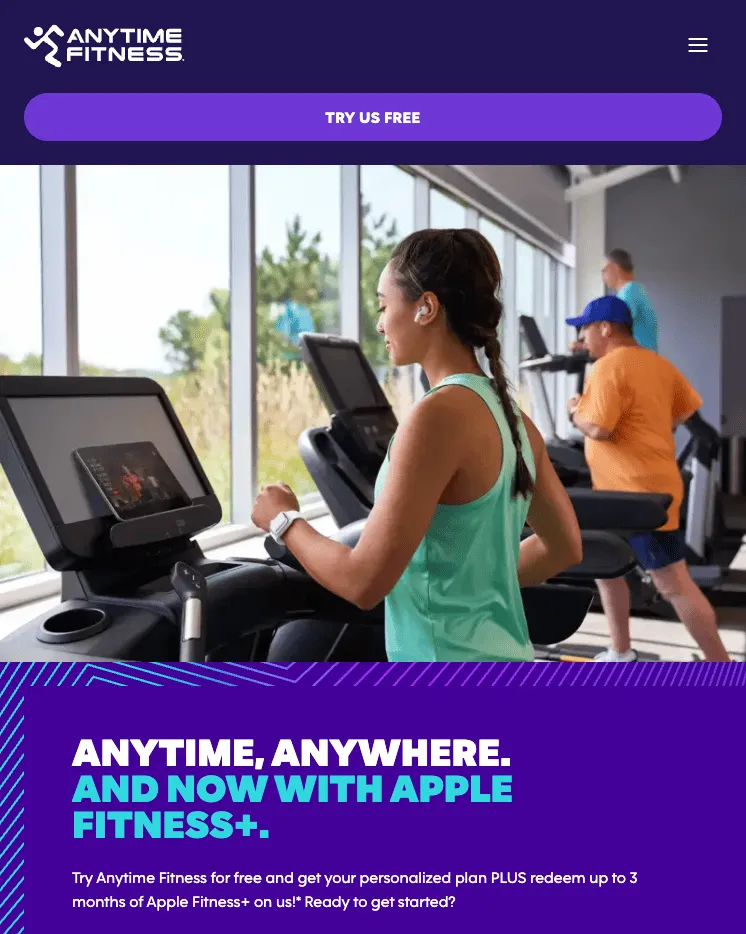 ANYTIME
FITNESS
TRY US FREE
ANYTIME, ANYWHERE.
AND NOW WITH APPLE
FITNESS+.
Try Anytime Fitness for free and get your personalized plan PLUS redeem up to 3
months of Apple Fitness+ on us!* Ready to get started?